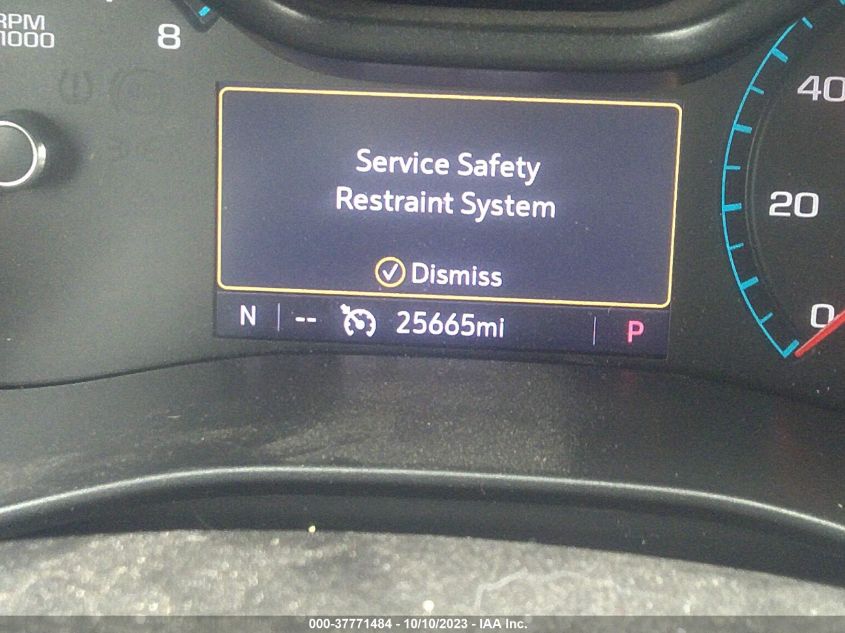 RPM
1000
8
Service Safety
Restraint System
Dismiss
N -- 25665mi P
40
20
0
000-37771484 - 10/10/2023 - IAA Inc.